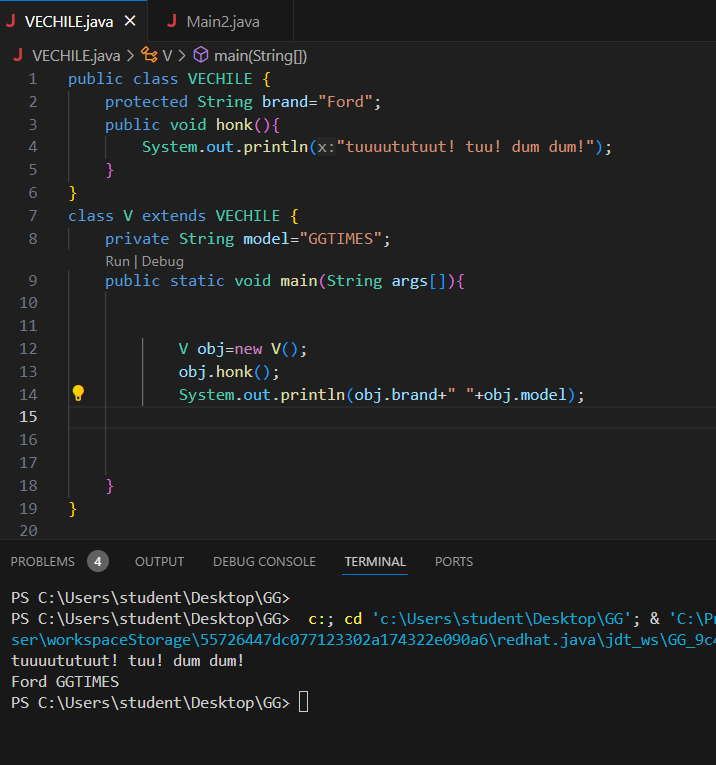 J VECHILE.java × J Main2.java
J VECHILE.java > V > main(String[])
1 public class VECHILE {
2 protected String brand="Ford";
3 public void honk(){
4 System.out.println(x:"tuuuututuut! tuu! dum dum!");
5 }
6 }
7 class V extends VECHILE {
8 private String model="GGTIMES";
Run | Debug
9 public static void main(String args[]){
10
11
12 V obj=new V();
13 obj.honk();
14 System.out.println(obj.brand+" "+obj.model);
15
16
17
18 }
19 }
20
PROBLEMS 4 OUTPUT DEBUG CONSOLE TERMINAL PORTS
PS C:\Users\student\Desktop\GG>
PS C:\Users\student\Desktop\GG> c:; cd 'c:\Users\student\Desktop\GG'; & 'C:\P
ser\workspaceStorage\55726447dc077123302a174322e090a6\redhat.java\jdt_ws\GG_9c
tuuuututuut! tuu! dum dum!
Ford GGTIMES
PS C:\Users\student\Desktop\GG>